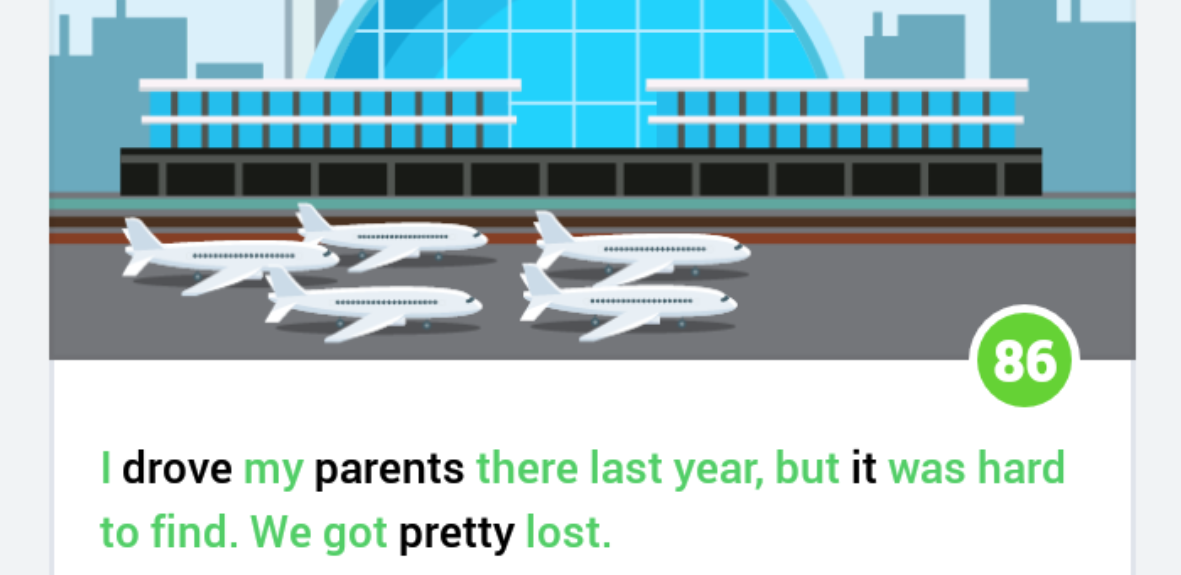 86
I drove my parents there last year, but it was hard
to find. We got pretty lost.